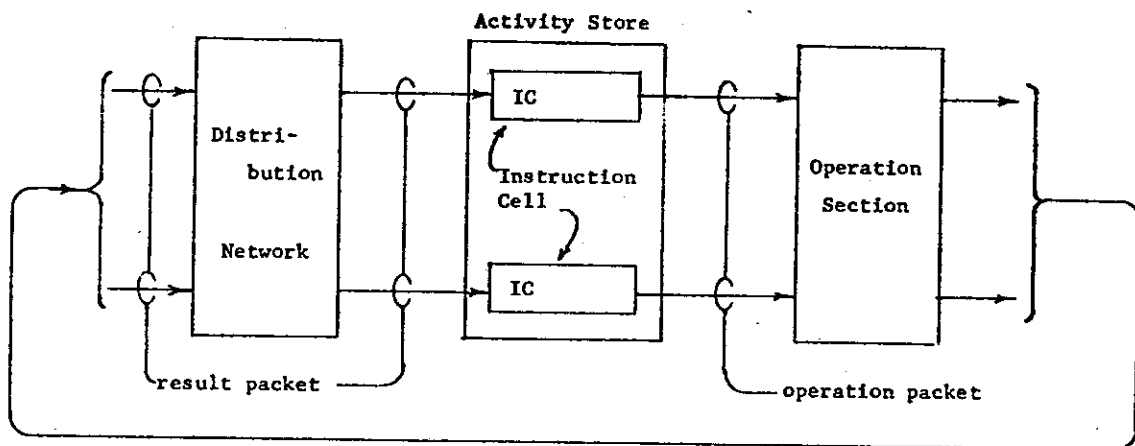 Activity Store
IC
Distri-
bution
Network
Instruction
Cell
IC
Operation
Section
result packet
operation packet